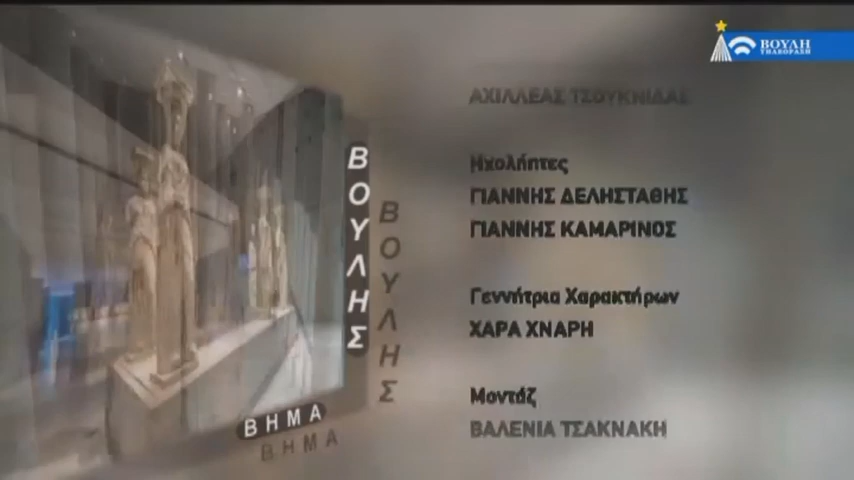 ΒΟΥΛΗ
ΤΗΛΕΟΡΑΣΗ
ΑΧΙΛΛΕΑΣ ΤΣΟΥΚΝΙΔΑΣ
Ηχολήπτες
ΓΙΑΝΝΗΣ ΔΕΛΗΣΤΑΘΗΣ
ΓΙΑΝΝΗΣ ΚΑΜΑΡΙΝΟΣ
Γεννήτρια Χαρακτήρων
ΧΑΡΑ ΧΝΑΡΗ
Μοντάζ
ΒΑΛΕΝΙΑ ΤΣΑΚΝΑΚΗ
ΒΗΜΑ
ΒΗΜΑ
ΒΟΥΛΗΣ
ΒΟΥΛΗΣ